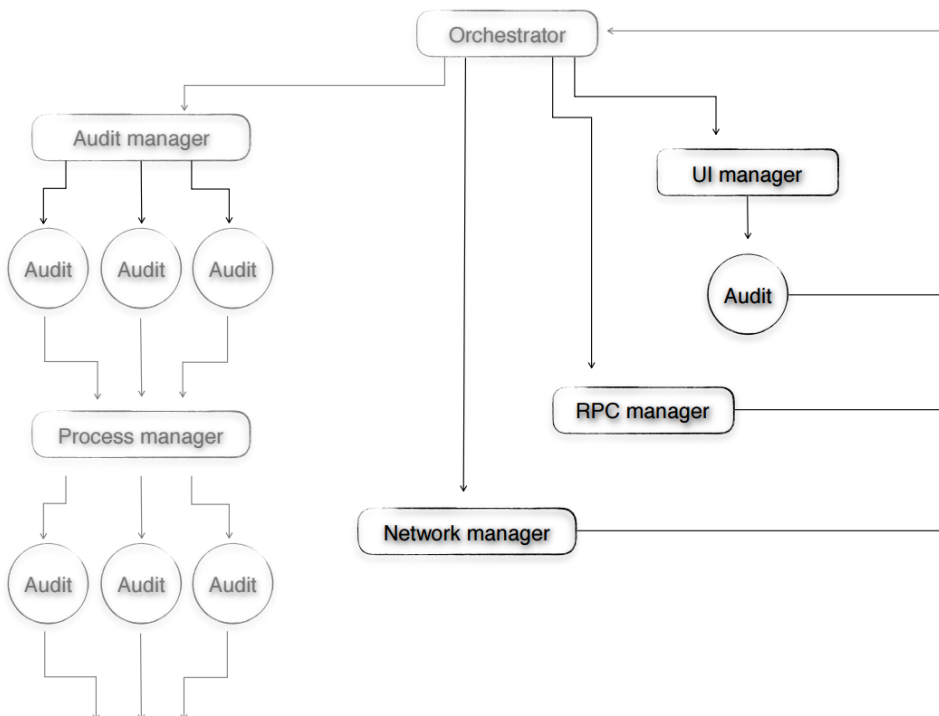 Orchestrator
Audit manager
UI manager
Audit
Audit
Audit
Audit
RPC manager
Process manager
Network manager
Audit
Audit
Audit